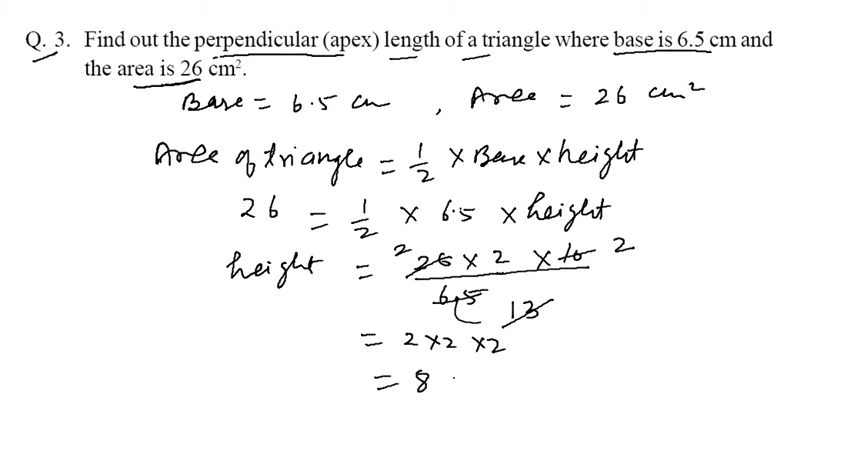 Q. 3. Find out the perpendicular (apex) length of a triangle where base is 6.5 cm and
the area is 26 cm².
Base = 6.5 cm , Area = 26 cm²
Area of triangle = 1/2 × Base × height
26 = 1/2 × 6.5 × height
height = 2 26 × 2 × 10 2
65 13
= 2 × 2 × 2
= 8